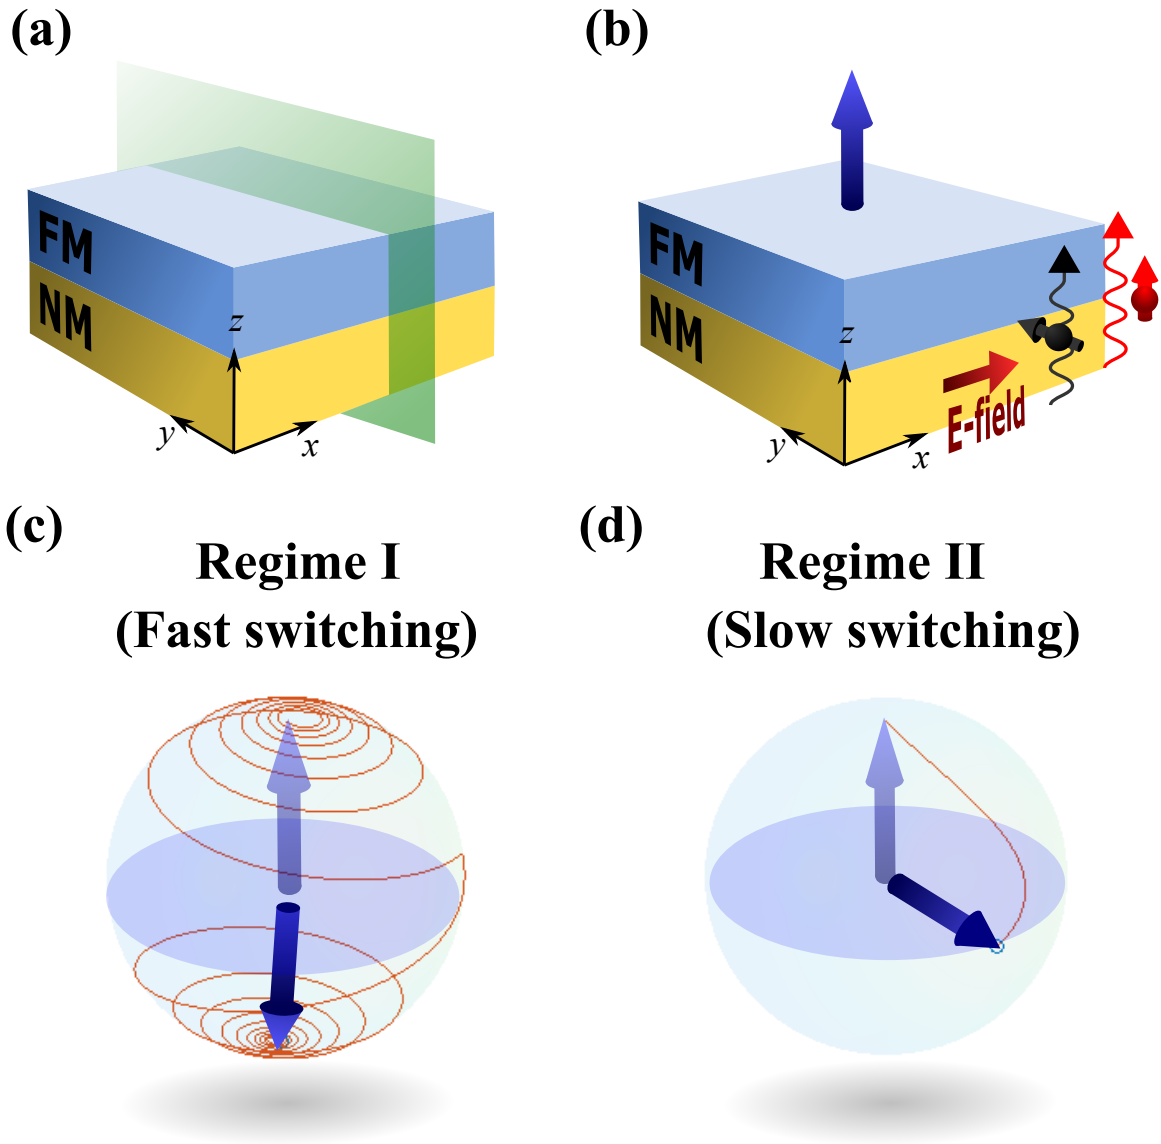 (a)
(b)
FM
NM
z
y
x
FM
NM
z
y
x
E-field
(c)
(d)
Regime I
(Fast switching)
Regime II
(Slow switching)